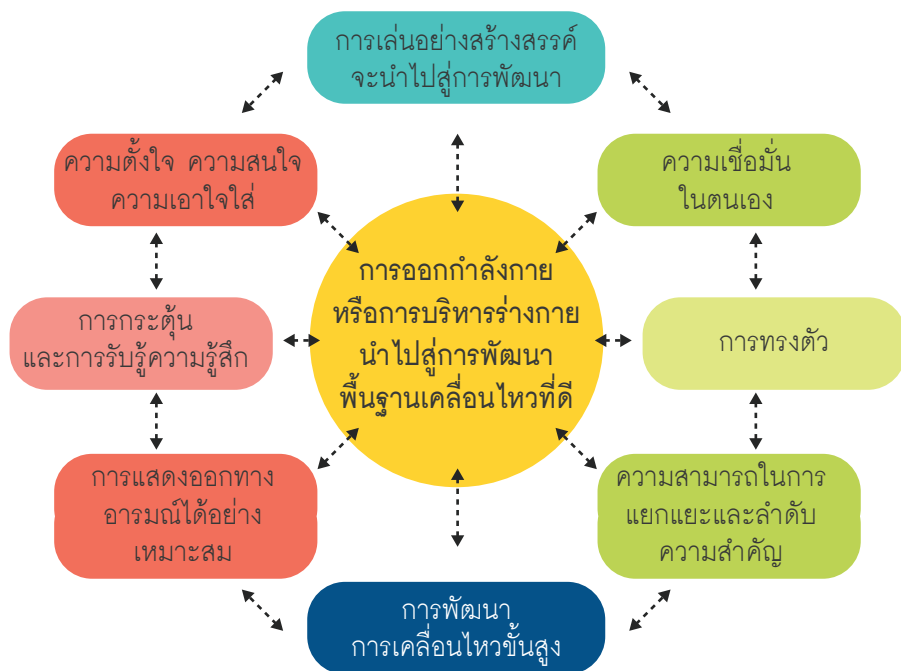 การเล่นอย่างสร้างสรรค์
จะนำไปสู่การพัฒนา
ความตั้งใจ ความสนใจ
ความเอาใจใส่
ความเชื่อมั่น
ในตนเอง
การออกกำลังกาย
หรือการบริหารร่างกาย
นำไปสู่การพัฒนา
พื้นฐานเคลื่อนไหวที่ดี
การกระตุ้น
และการรับรู้ความรู้สึก
การทรงตัว
การแสดงออกทาง
อารมณ์ได้อย่าง
เหมาะสม
ความสามารถในการ
แยกแยะและลำดับ
ความสำคัญ
การพัฒนา
การเคลื่อนไหวขั้นสูง